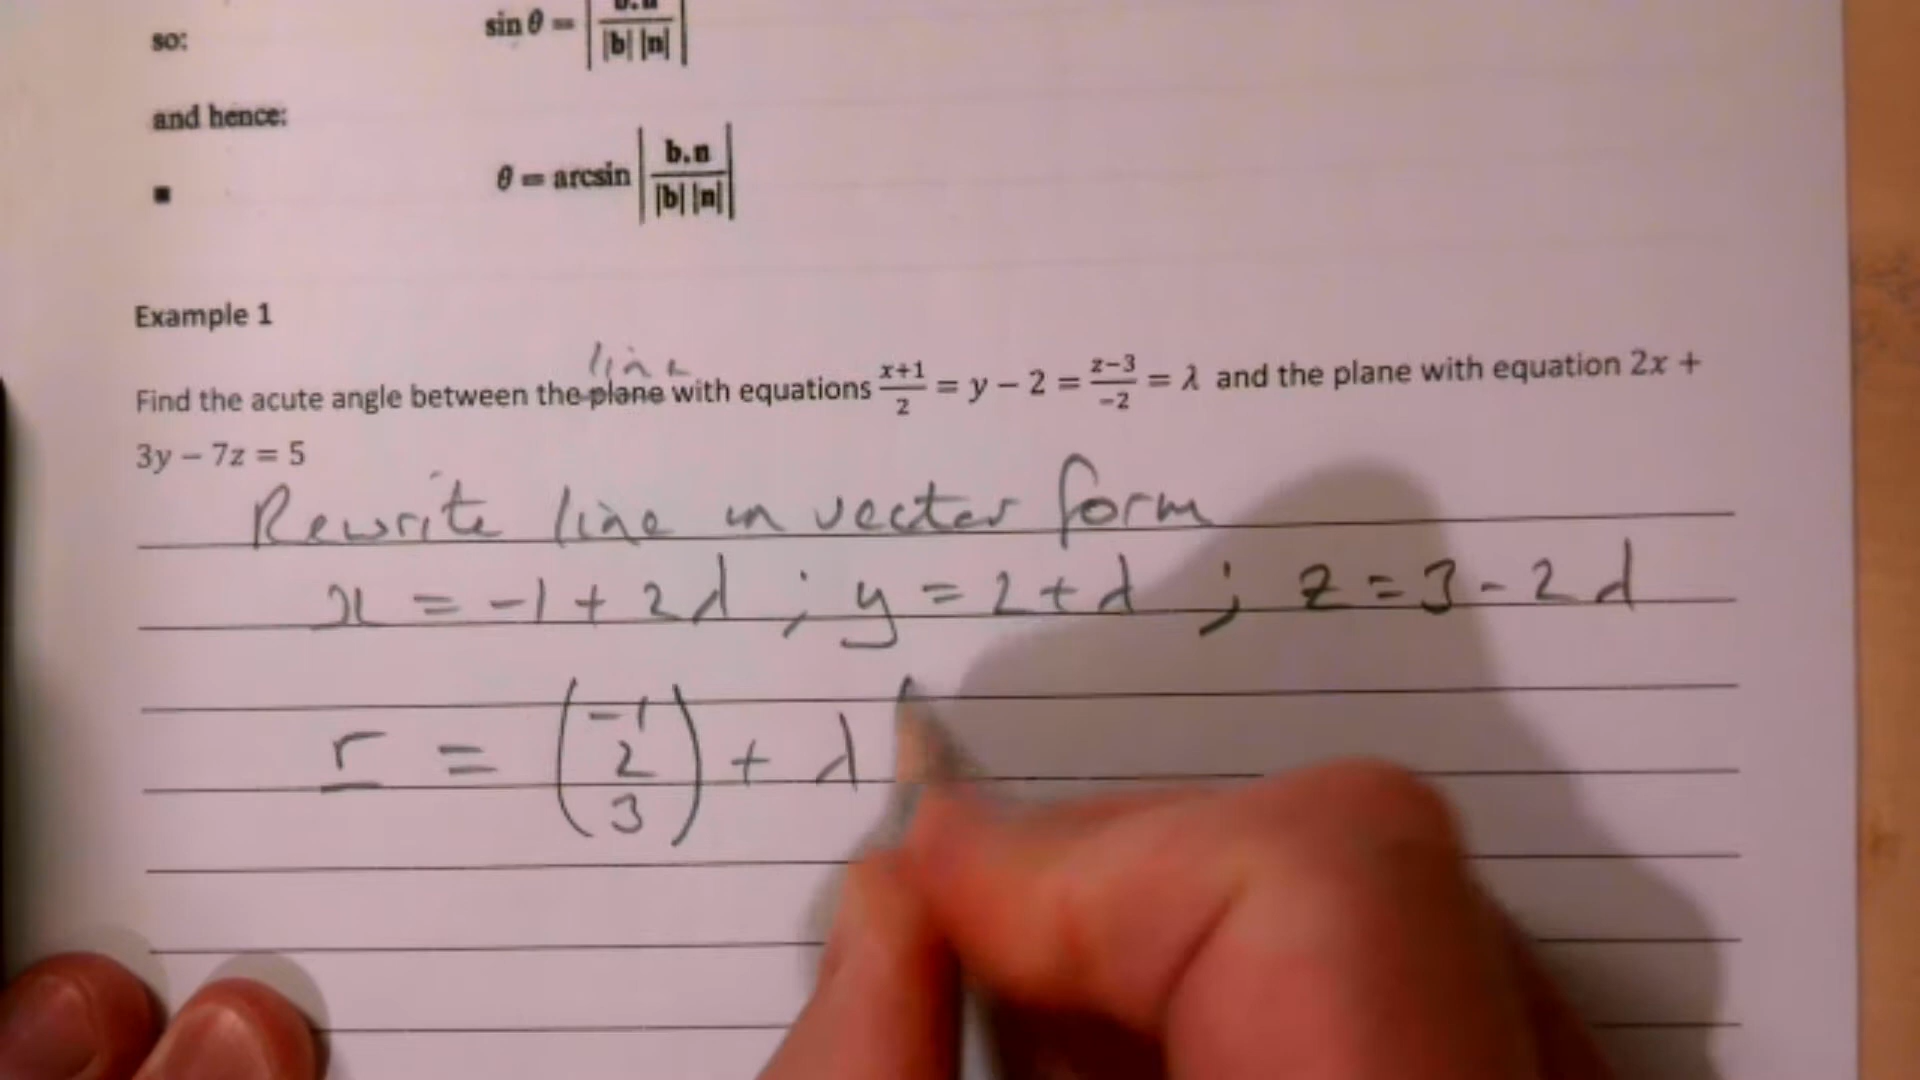 so: sin θ = |b.n / |b| |n||
and hence:
▪ θ = arcsin |b.n / |b| |n||
Example 1
line
Find the acute angle between the plane with equations (x+1)/2 = y − 2 = (z−3)/−2 = λ and the plane with equation 2x +
3y − 7z = 5
Rewrite line in vector form
x = -1 + 2λ ; y = 2 + λ ; z = 3 - 2λ
r = (-1 2 3) + λ